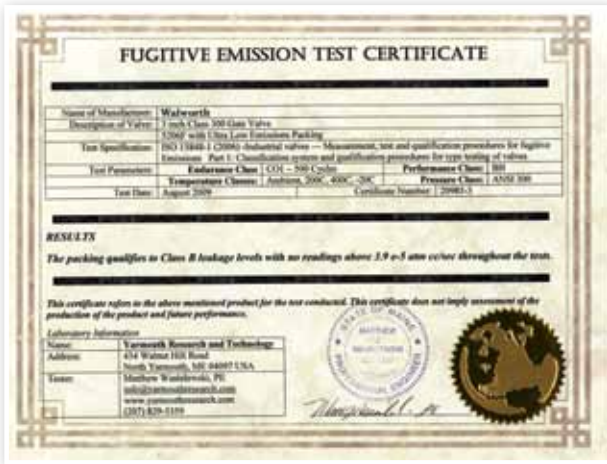 FUGITIVE EMISSION TEST CERTIFICATE
Name of Manufacturer: Walworth
Description of Valve: 3 inch Class 300 Gate Valve
with Ultra Low Emissions Packing
Test Specification: ISO 15848-1 (2006) -Industrial valves — Measurement, test and qualification procedures for fugitive
Emissions Part 1: Classification system and qualification procedures for type testing of valves
Test Parameters: Endurance Class: CO1 – 500 Cycles Performance Class: BH
Temperature Classes: Ambient, 200C, 400C, -20C Pressure Class: ANSI 300
Test Date: August 2009 Certificate Number: 20985-3
RESULTS
The packing qualifies to Class B leakage levels with no readings above 3.9 e-5 atm cc/sec throughout the tests.
This certificate refers to the above mentioned product for the test conducted. This certificate does not imply assessment of the
production of the product and future performance.
Laboratory Information
Name: Yarmouth Research and Technology
Address: 434 Walnut Hill Road
North Yarmouth, ME 04097 USA
Tester: Matthew Wasielewski, PE
info@yarmouthresearch.com
www.yarmouthresearch.com
(207) 829-5359
STATE OF MAINE
MATTHEW
PROFESSIONAL ENGINEER